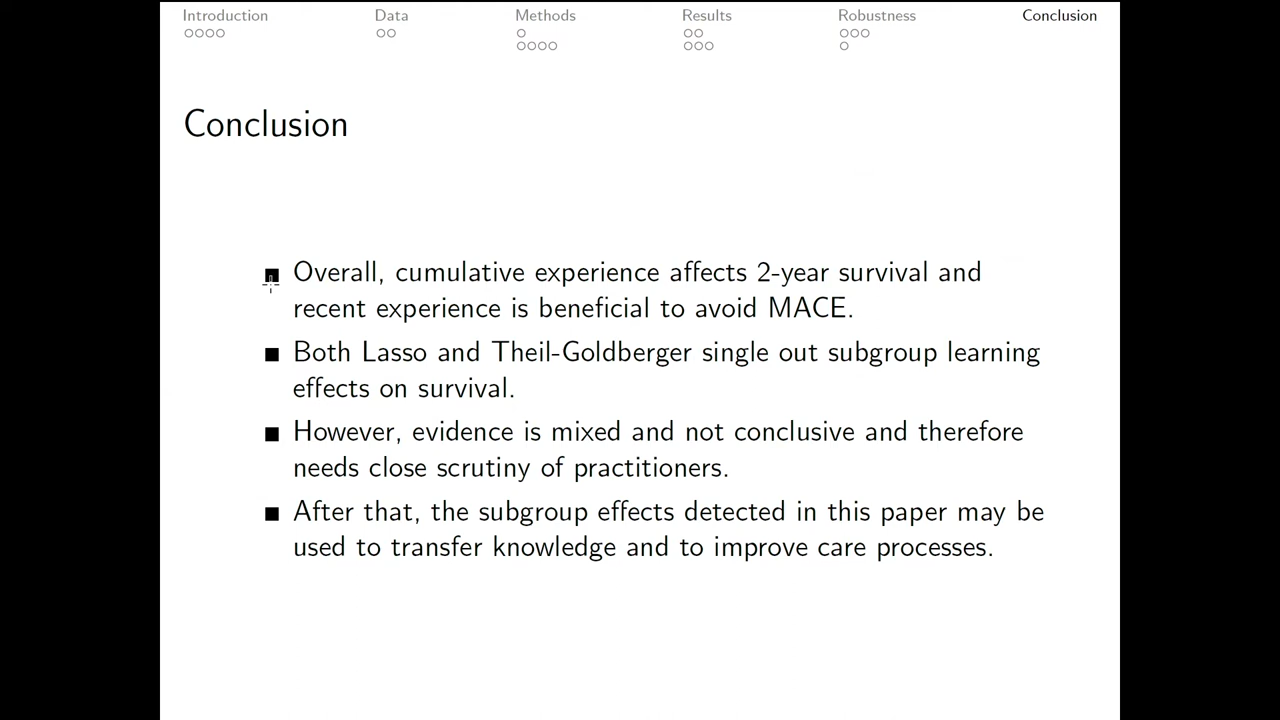 Introduction Data Methods Results Robustness Conclusion
Conclusion
Overall, cumulative experience affects 2-year survival and
recent experience is beneficial to avoid MACE.
Both Lasso and Theil-Goldberger single out subgroup learning
effects on survival.
However, evidence is mixed and not conclusive and therefore
needs close scrutiny of practitioners.
After that, the subgroup effects detected in this paper may be
used to transfer knowledge and to improve care processes.